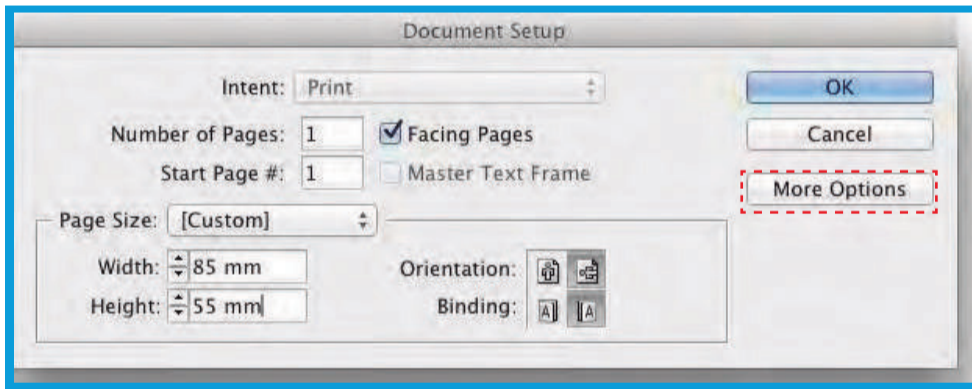 Document Setup
Intent: Print
OK
Number of Pages: 1 Facing Pages
Cancel
Start Page #: 1 Master Text Frame
More Options
Page Size: [Custom]
Width: 85 mm Orientation:
Height: 55 mm Binding: